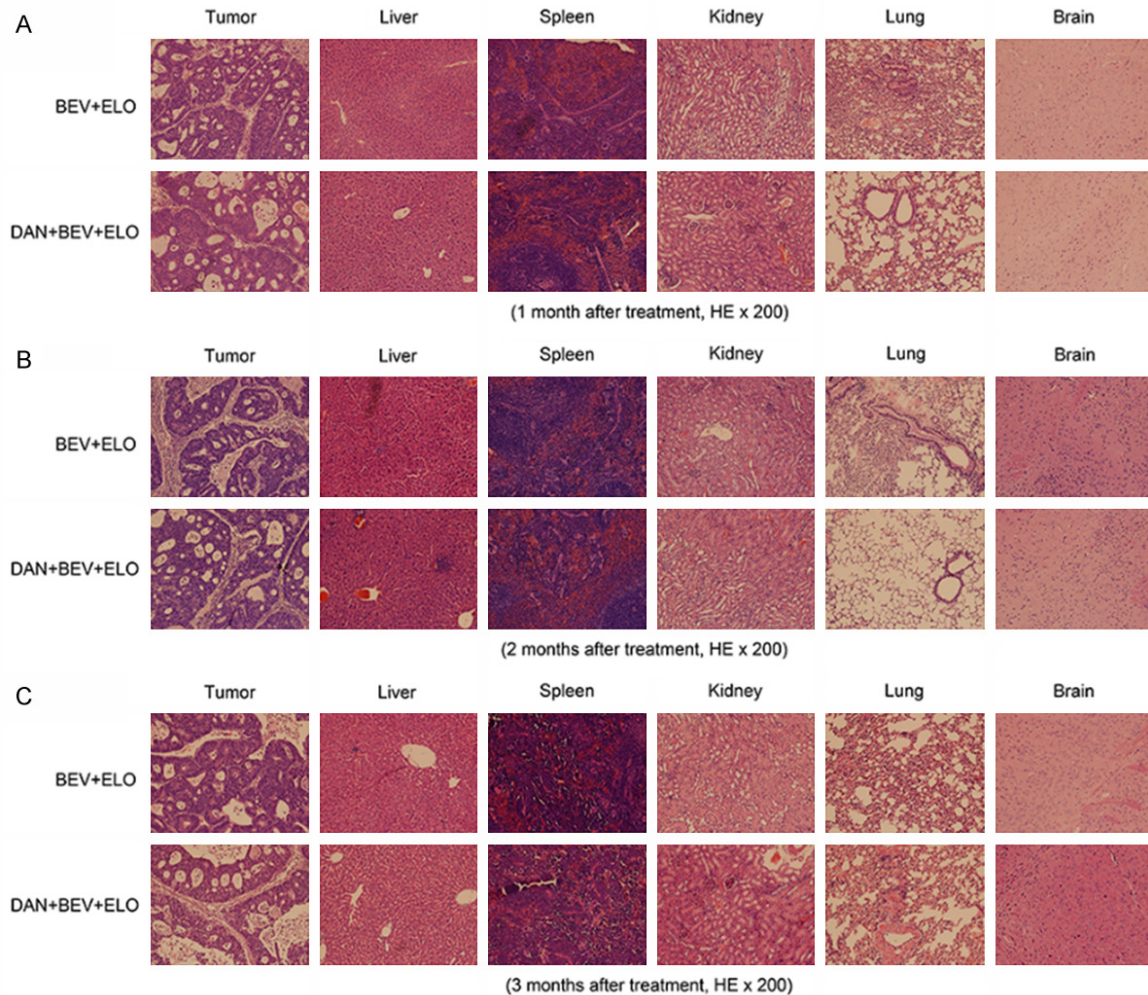 A
Tumor Liver Spleen Kidney Lung Brain
BEV+ELO
DAN+BEV+ELO
(1 month after treatment, HE x 200)
B
Tumor Liver Spleen Kidney Lung Brain
BEV+ELO
DAN+BEV+ELO
(2 months after treatment, HE x 200)
C
Tumor Liver Spleen Kidney Lung Brain
BEV+ELO
DAN+BEV+ELO
(3 months after treatment, HE x 200)